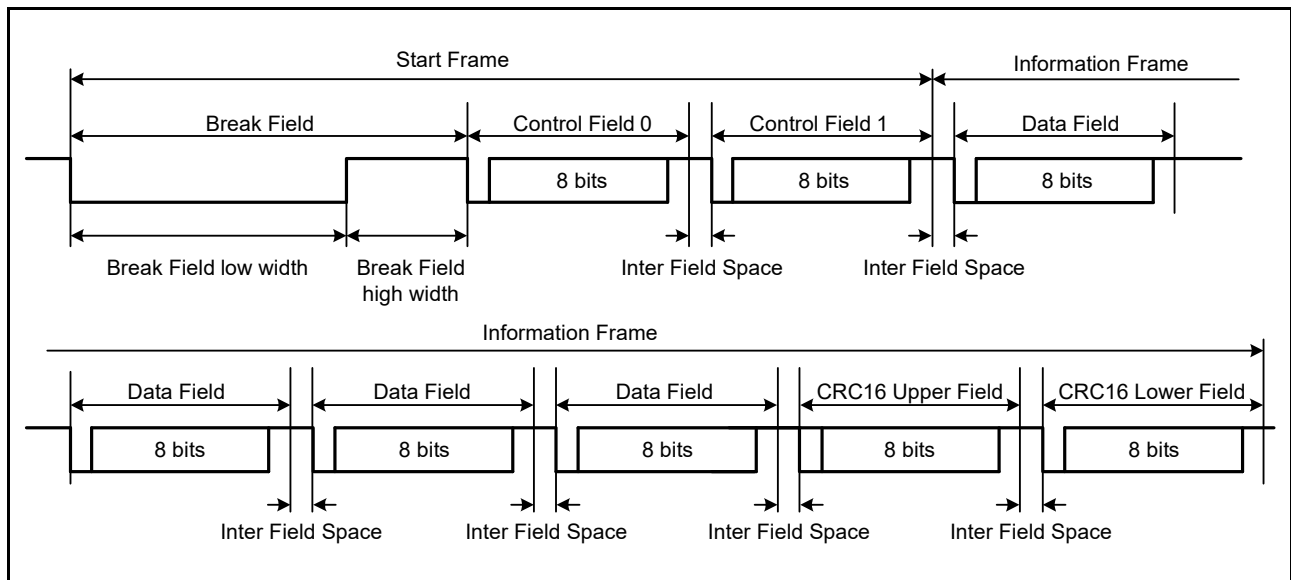 Start Frame
Information Frame
Break Field
Control Field 0
Control Field 1
Data Field
8 bits
8 bits
8 bits
Break Field low width
Break Field
high width
Inter Field Space
Inter Field Space
Information Frame
Data Field
Data Field
Data Field
CRC16 Upper Field
CRC16 Lower Field
8 bits
8 bits
8 bits
8 bits
8 bits
Inter Field Space
Inter Field Space
Inter Field Space
Inter Field Space